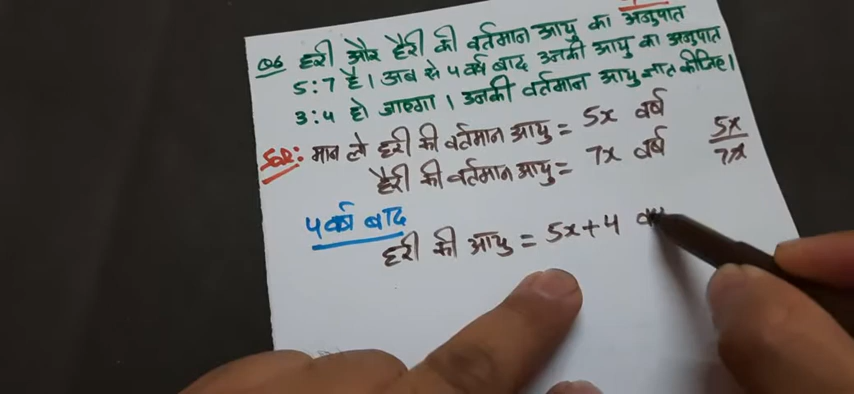 Q6 हरी और हैरी की वर्तमान आयु का अनुपात
5:7 है। अब से 4 वर्ष बाद उनकी आयु का अनुपात
3:4 हो जाएगा। उनकी वर्तमान आयु ज्ञात कीजिए।
Sol: मान लो हरी की वर्तमान आयु = 5x वर्ष
हैरी की वर्तमान आयु = 7x वर्ष
5x
7x
4 वर्ष बाद
हरी की आयु = 5x+4